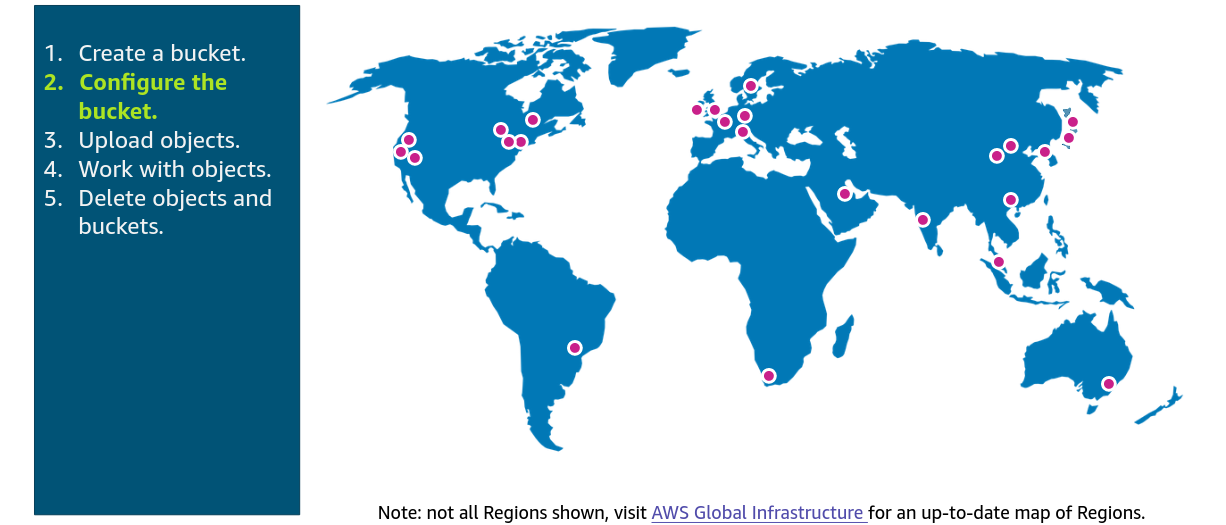 1. Create a bucket.
2. Configure the
bucket.
3. Upload objects.
4. Work with objects.
5. Delete objects and
buckets.
Note: not all Regions shown, visit AWS Global Infrastructure for an up-to-date map of Regions.